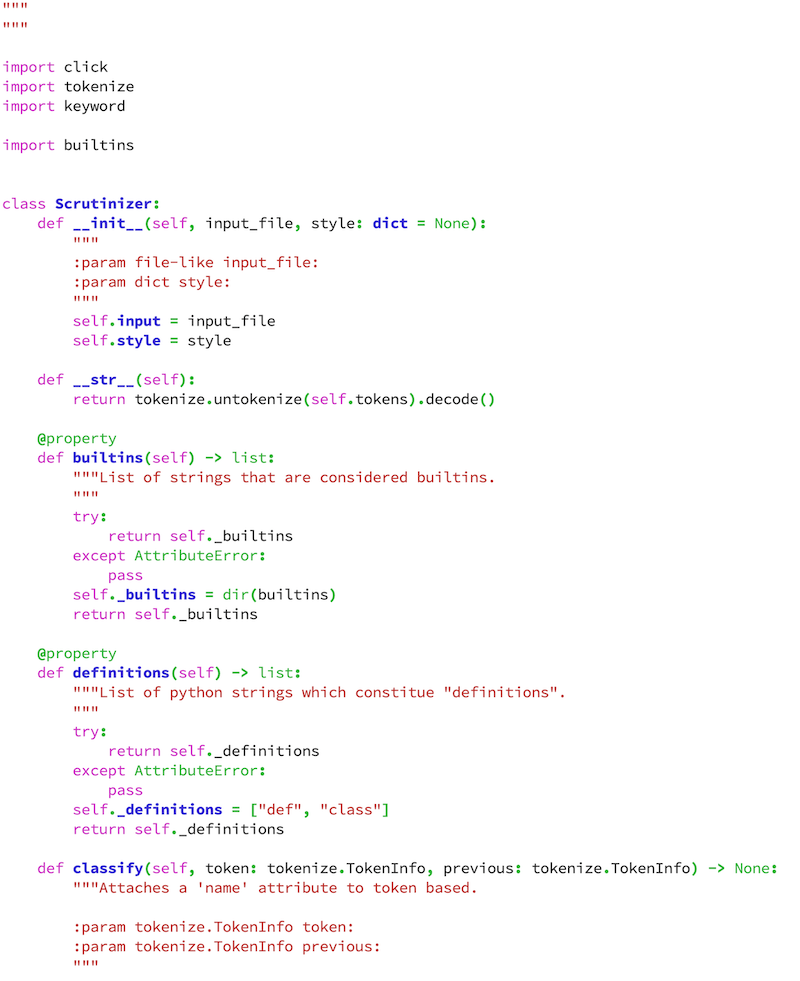 """
"""

import click
import tokenize
import keyword

import builtins


class Scrutinizer:
    def __init__(self, input_file, style: dict = None):
        """
        :param file-like input_file:
        :param dict style:
        """
        self.input = input_file
        self.style = style

    def __str__(self):
        return tokenize.untokenize(self.tokens).decode()

    @property
    def builtins(self) -> list:
        """List of strings that are considered builtins.
        """
        try:
            return self._builtins
        except AttributeError:
            pass
        self._builtins = dir(builtins)
        return self._builtins

    @property
    def definitions(self) -> list:
        """List of python strings which constitue "definitions".
        """
        try:
            return self._definitions
        except AttributeError:
            pass
        self._definitions = ["def", "class"]
        return self._definitions

    def classify(self, token: tokenize.TokenInfo, previous: tokenize.TokenInfo) -> None:
        """Attaches a 'name' attribute to token based.

        :param tokenize.TokenInfo token:
        :param tokenize.TokenInfo previous:
        """